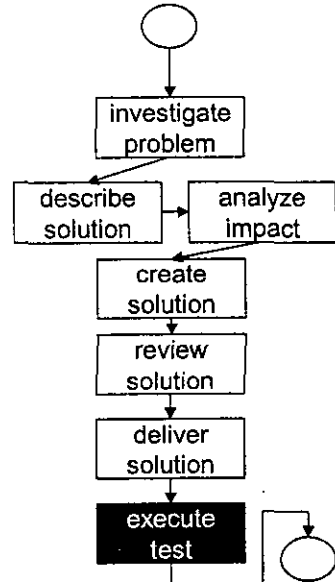 investigate
problem
describe
solution
analyze
impact
create
solution
review
solution
deliver
solution
execute
test